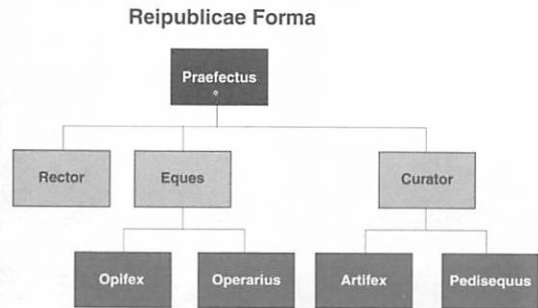 Reipublicae Forma
Praefectus
Rector
Eques
Curator
Opifex
Operarius
Artifex
Pedisequus